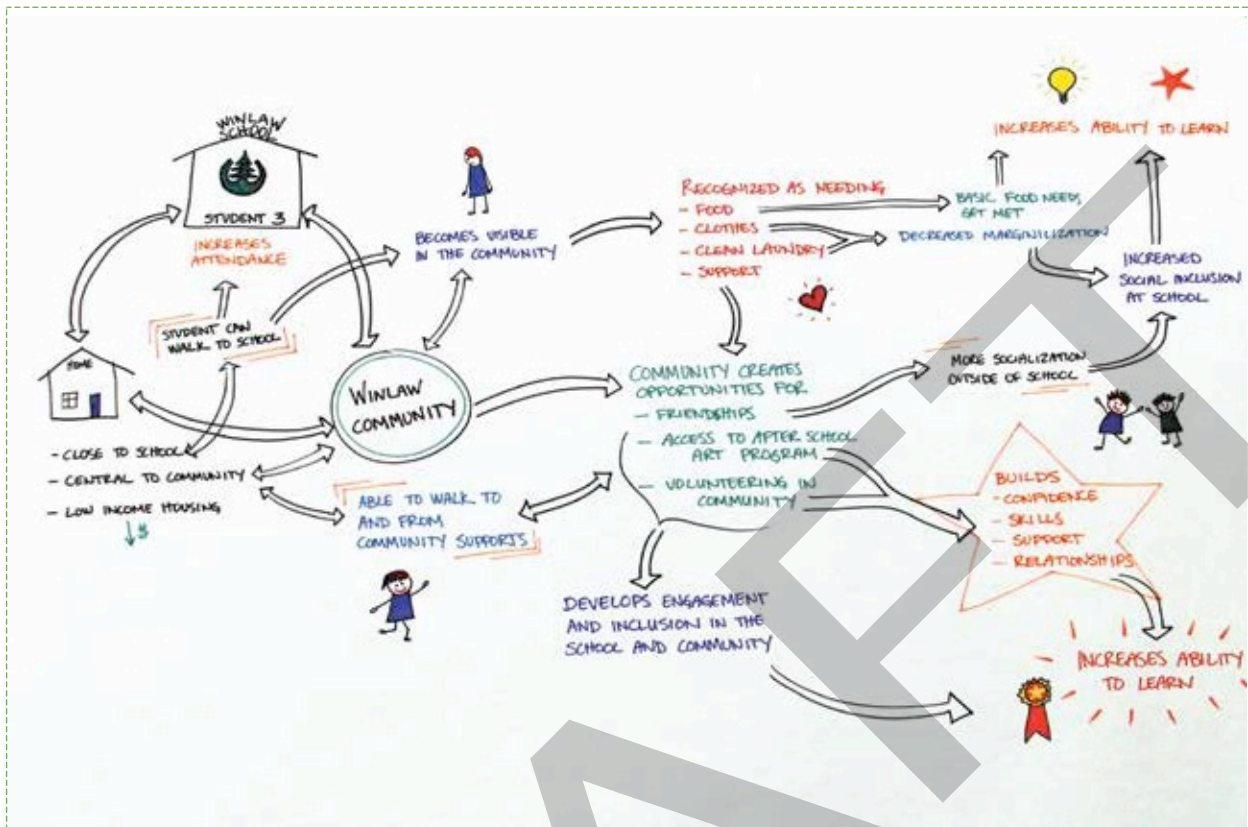 WINLAW
SCHOOL
STUDENT 3
INCREASES
ATTENDANCE
STUDENT CAN
WALK TO SCHOOL
HOME
- CLOSE TO SCHOOL
- CENTRAL TO COMMUNITY
- LOW INCOME HOUSING
↓$
WINLAW
COMMUNITY
BECOMES VISIBLE
IN THE COMMUNITY
ABLE TO WALK TO
AND FROM
COMMUNITY SUPPORTS
RECOGNIZED AS NEEDING
- FOOD
- CLOTHES
- CLEAN LAUNDRY
- SUPPORT
COMMUNITY CREATES
OPPORTUNITIES FOR
- FRIENDSHIPS
- ACCESS TO AFTER SCHOOL
ART PROGRAM
- VOLUNTEERING IN
COMMUNITY
DEVELOPS ENGAGEMENT
AND INCLUSION IN THE
SCHOOL AND COMMUNITY
INCREASES ABILITY TO LEARN
BASIC FOOD NEEDS
GET MET
DECREASED MARGINILIZATION
INCREASED
SOCIAL INCLUSION
AT SCHOOL
MORE SOCIALIZATION
OUTSIDE OF SCHOOL
BUILDS
- CONFIDENCE
- SKILLS
- SUPPORT
- RELATIONSHIPS
INCREASES ABILITY
TO LEARN